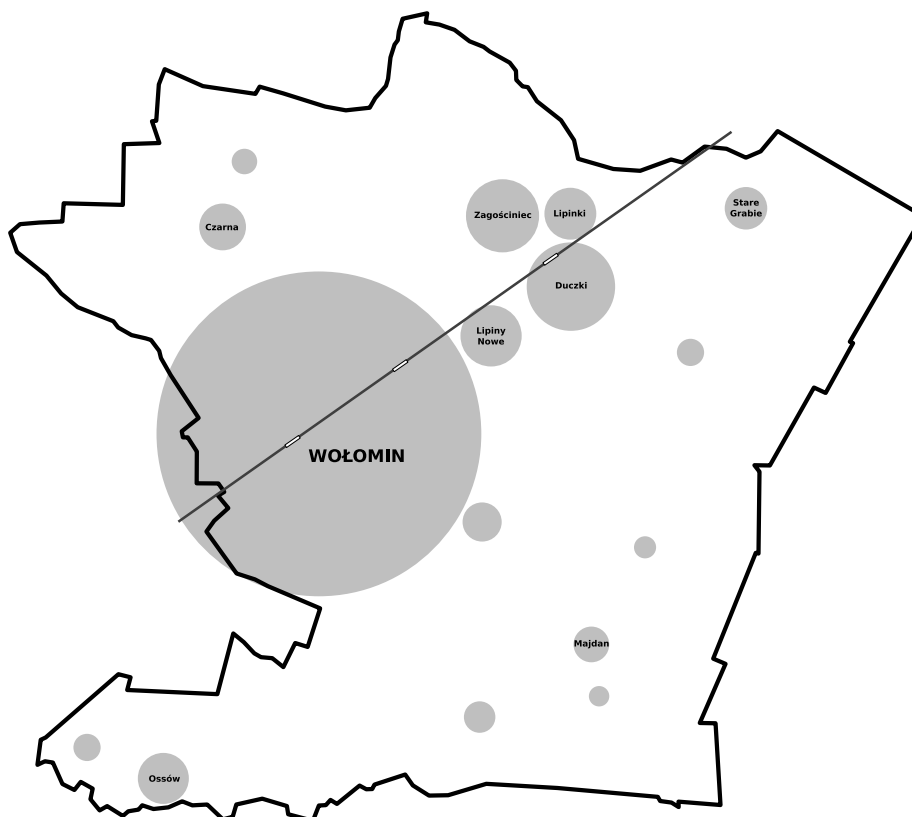 Stare
Grabie
Zagościniec
Lipinki
Czarna
Duczki
Lipiny
Nowe
WOŁOMIN
Majdan
Ossów